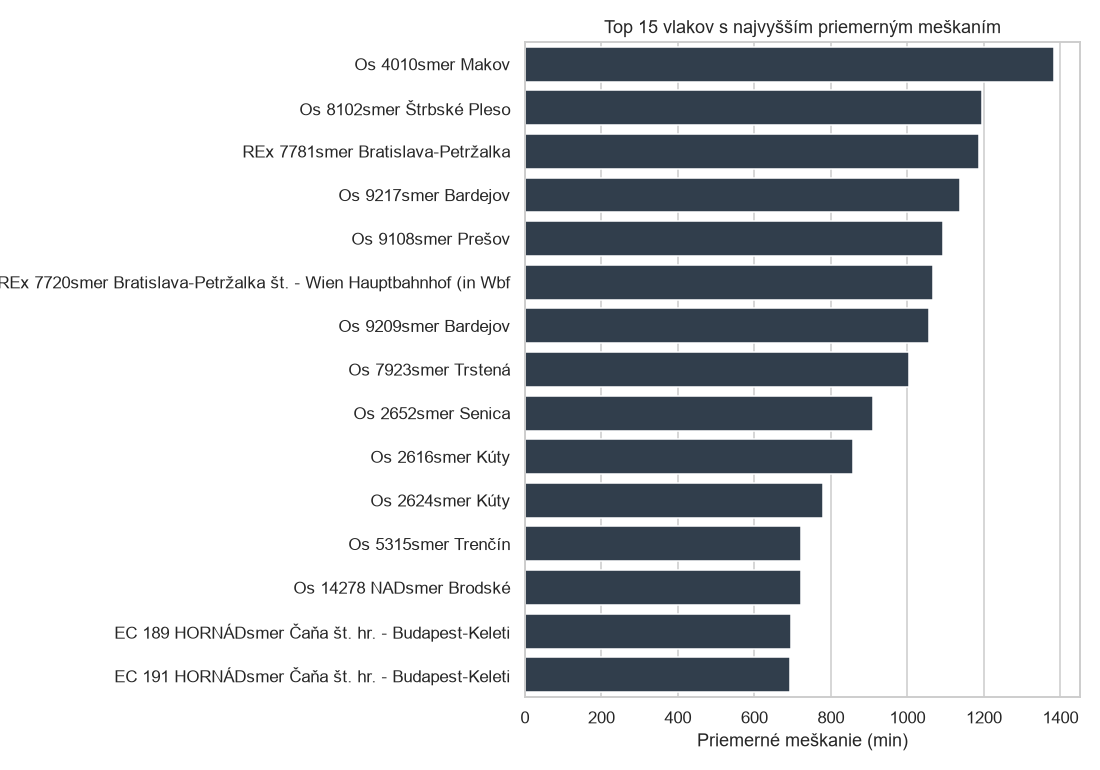 Top 15 vlakov s najvyšším priemerným meškaním
Os 4010smer Makov
Os 8102smer Štrbské Pleso
REx 7781smer Bratislava-Petržalka
Os 9217smer Bardejov
Os 9108smer Prešov
REx 7720smer Bratislava-Petržalka št. - Wien Hauptbahnhof (in Wbf
Os 9209smer Bardejov
Os 7923smer Trstená
Os 2652smer Senica
Os 2616smer Kúty
Os 2624smer Kúty
Os 5315smer Trenčín
Os 14278 NADsmer Brodské
EC 189 HORNÁDsmer Čaňa št. hr. - Budapest-Keleti
EC 191 HORNÁDsmer Čaňa št. hr. - Budapest-Keleti
0 200 400 600 800 1000 1200 1400
Priemerné meškanie (min)